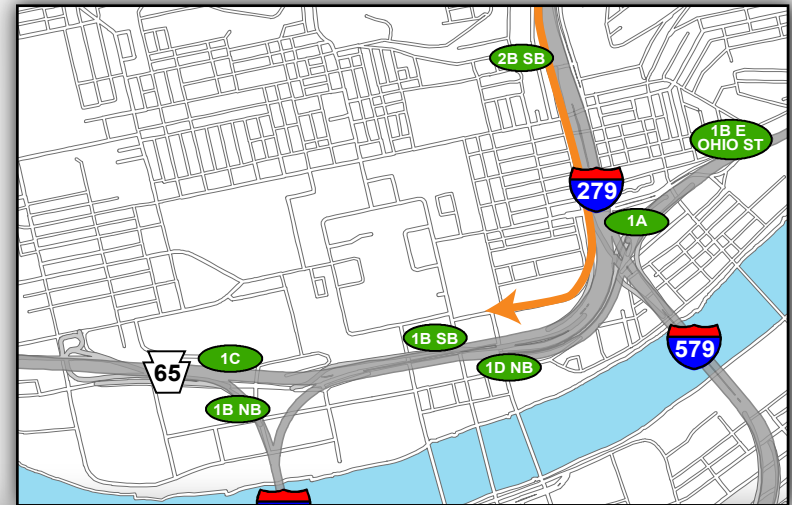 2B SB
1B E
OHIO ST
279
1A
1B SB
579
1C
1D NB
65
1B NB